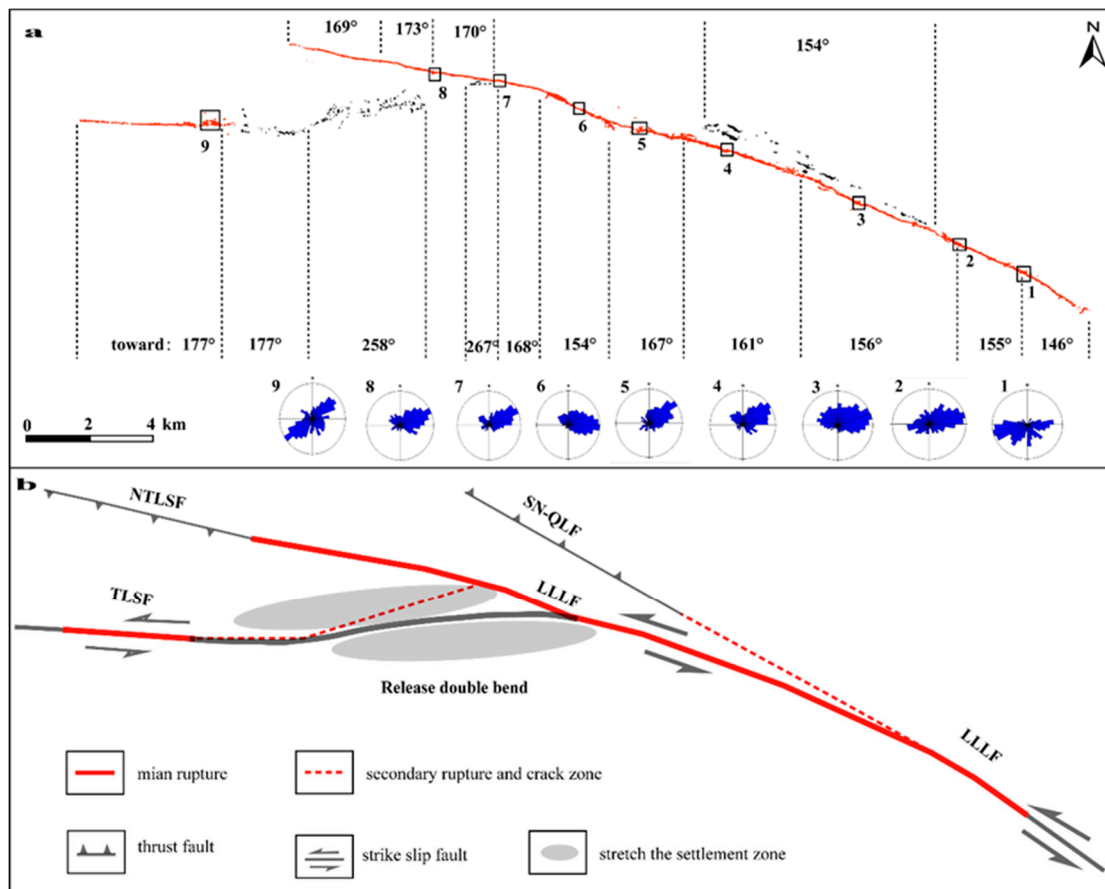 a
169° 173° 170° 154° N
8 7
9 6 5 4
3
2
1
toward: 177° 177° 258° 267° 168° 154° 167° 161° 156° 155° 146°
9 8 7 6 5 4 3 2 1
0 2 4 km
b
NTLSF SN-QLF
TLSF LLLF
Release double bend
LLLF
mian rupture secondary rupture and crack zone
thrust fault strike slip fault stretch the settlement zone